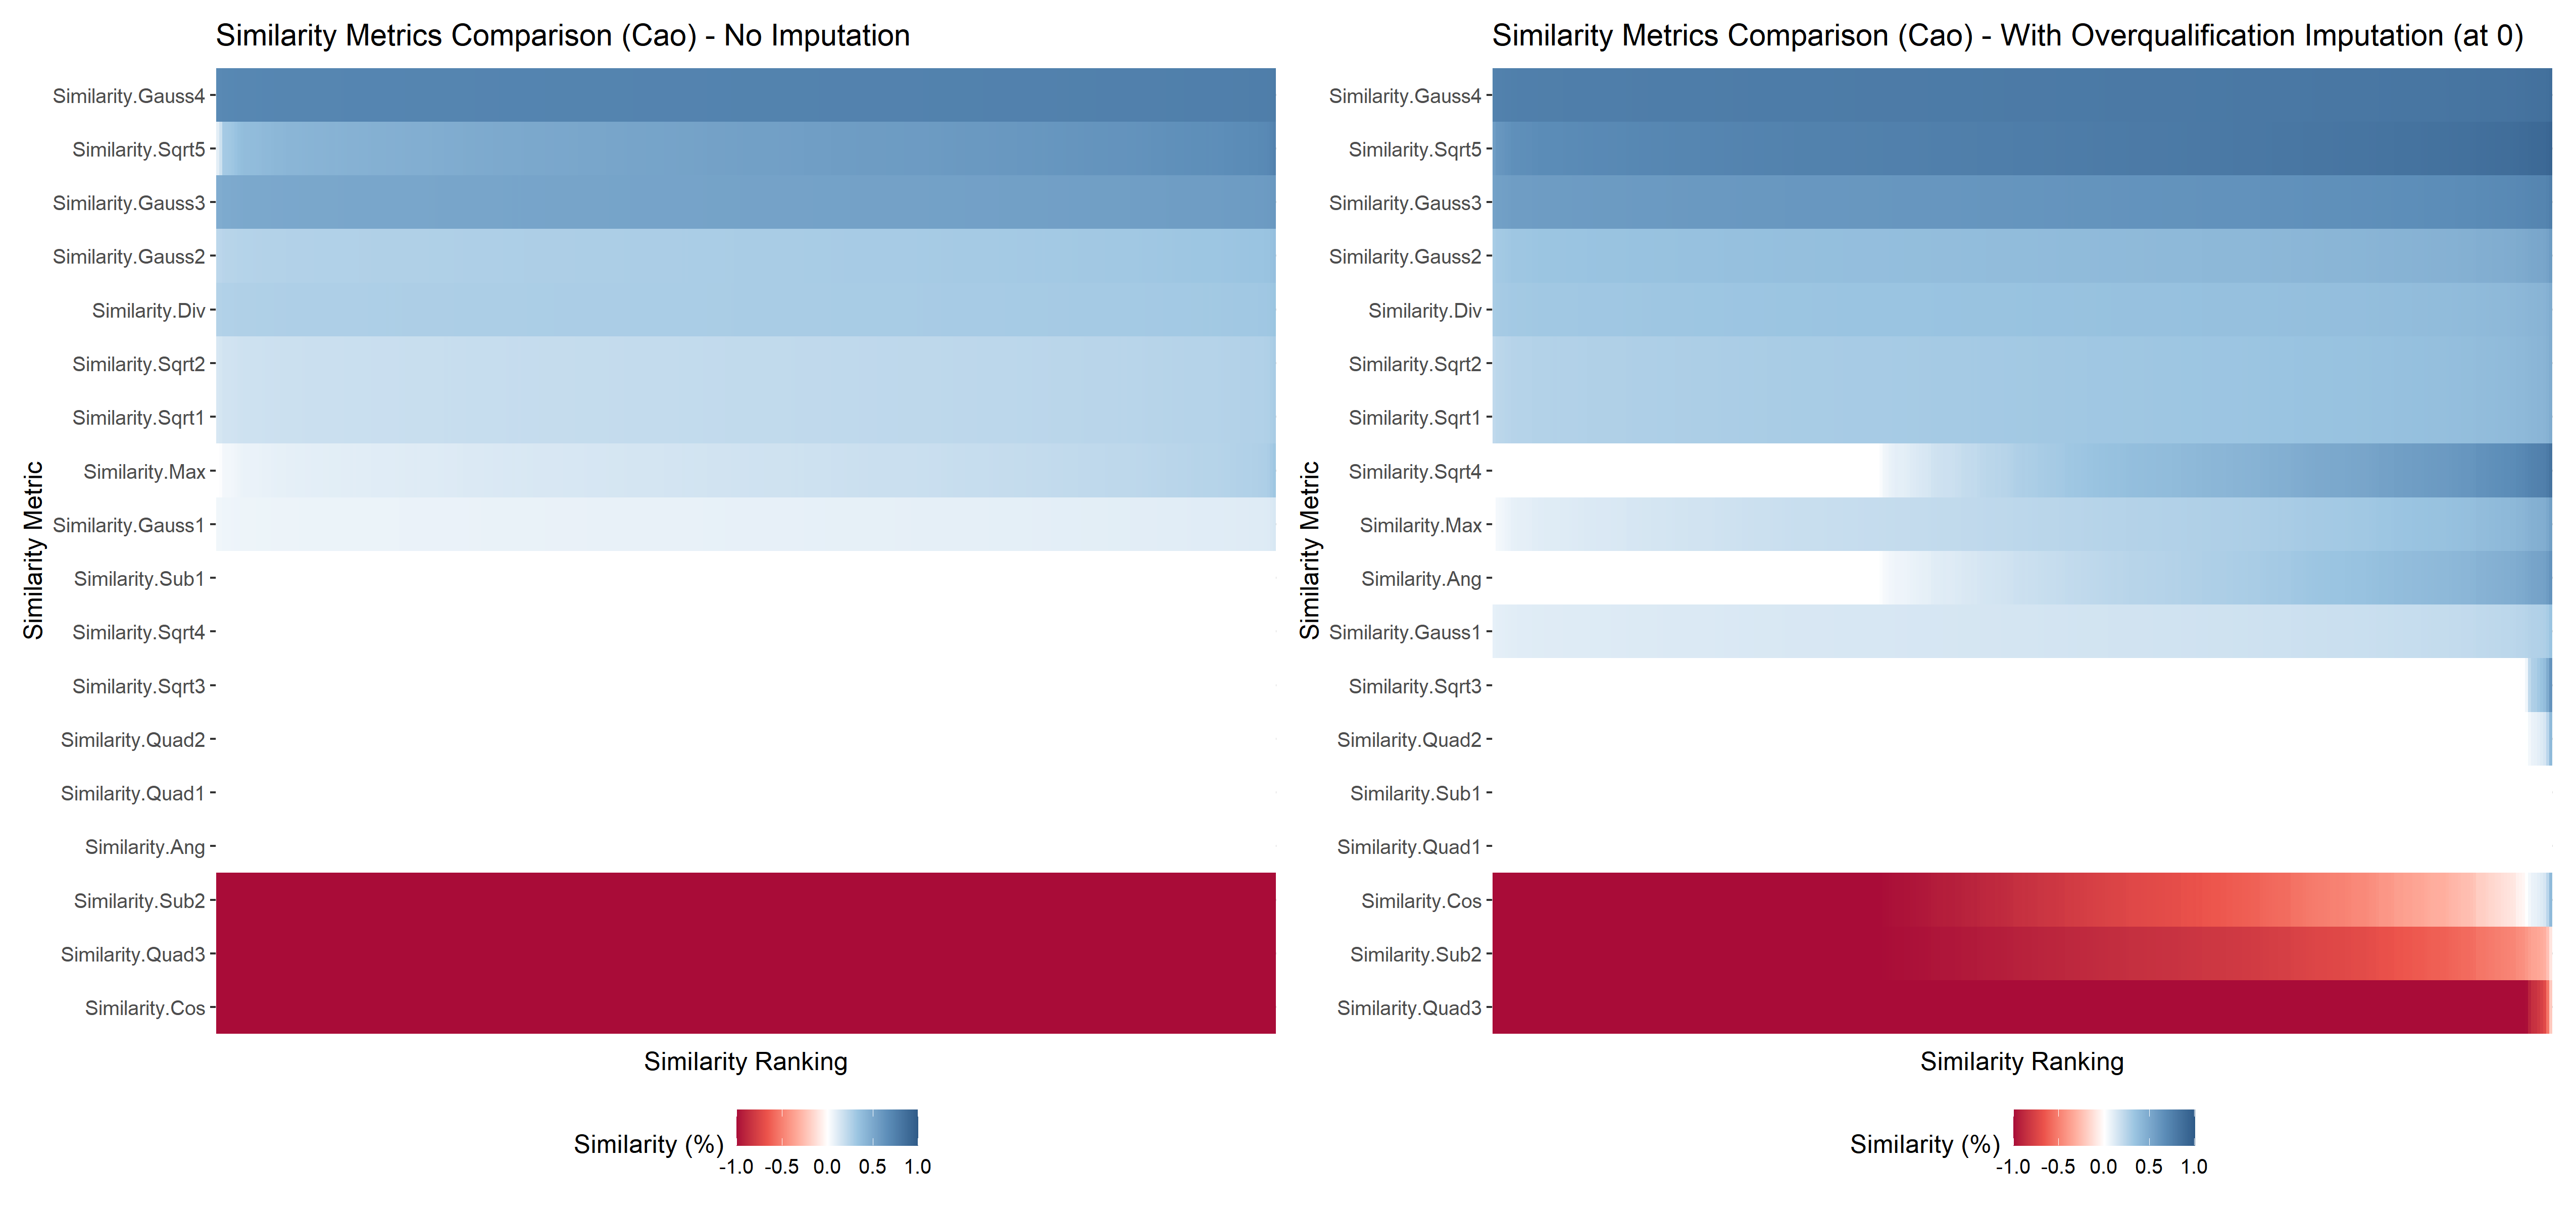 Similarity Metrics Comparison (Cao) - No Imputation
Similarity Metric
Similarity.Gauss4
Similarity.Sqrt5
Similarity.Gauss3
Similarity.Gauss2
Similarity.Div
Similarity.Sqrt2
Similarity.Sqrt1
Similarity.Max
Similarity.Gauss1
Similarity.Sub1
Similarity.Sqrt4
Similarity.Sqrt3
Similarity.Quad2
Similarity.Quad1
Similarity.Ang
Similarity.Sub2
Similarity.Quad3
Similarity.Cos
Similarity Ranking
Similarity (%)
-1.0 -0.5 0.0 0.5 1.0
Similarity Metrics Comparison (Cao) - With Overqualification Imputation (at 0)
Similarity Metric
Similarity.Gauss4
Similarity.Sqrt5
Similarity.Gauss3
Similarity.Gauss2
Similarity.Div
Similarity.Sqrt2
Similarity.Sqrt1
Similarity.Sqrt4
Similarity.Max
Similarity.Ang
Similarity.Gauss1
Similarity.Sqrt3
Similarity.Quad2
Similarity.Sub1
Similarity.Quad1
Similarity.Cos
Similarity.Sub2
Similarity.Quad3
Similarity Ranking
Similarity (%)
-1.0 -0.5 0.0 0.5 1.0